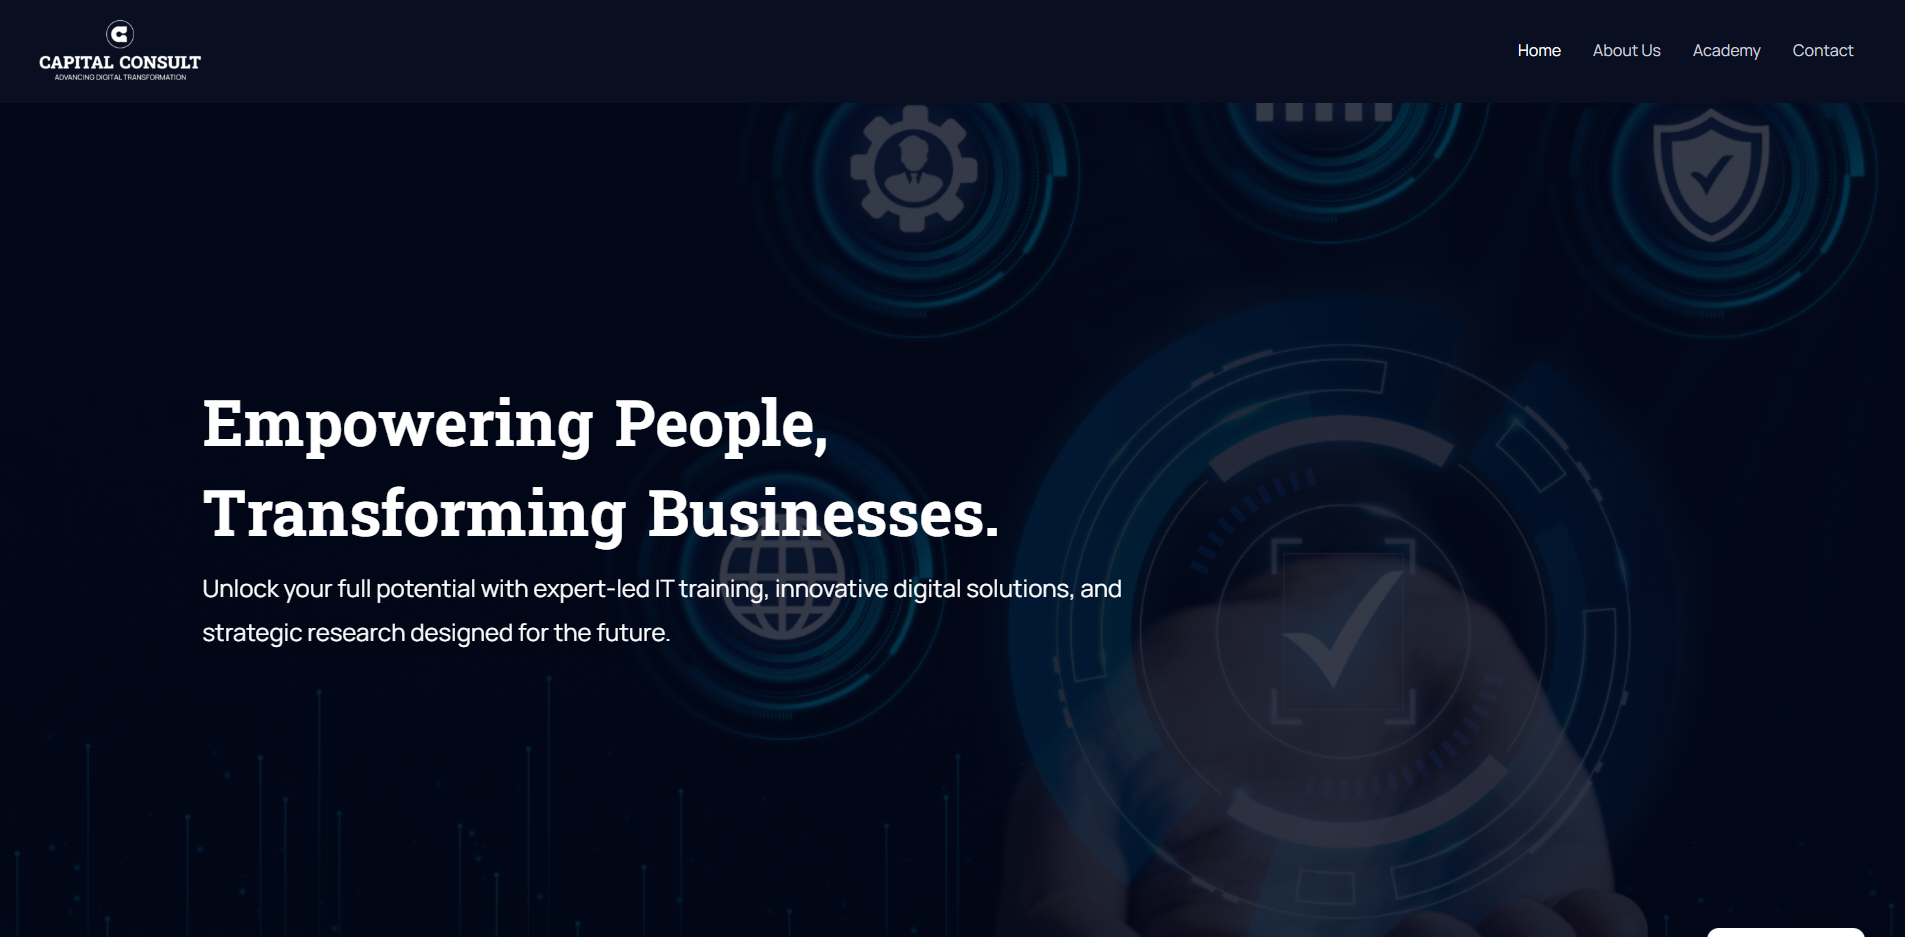 CAPITAL CONSULT
ADVANCING DIGITAL TRANSFORMATION
Home About Us Academy Contact
Empowering People,
Transforming Businesses.
Unlock your full potential with expert-led IT training, innovative digital solutions, and
strategic research designed for the future.